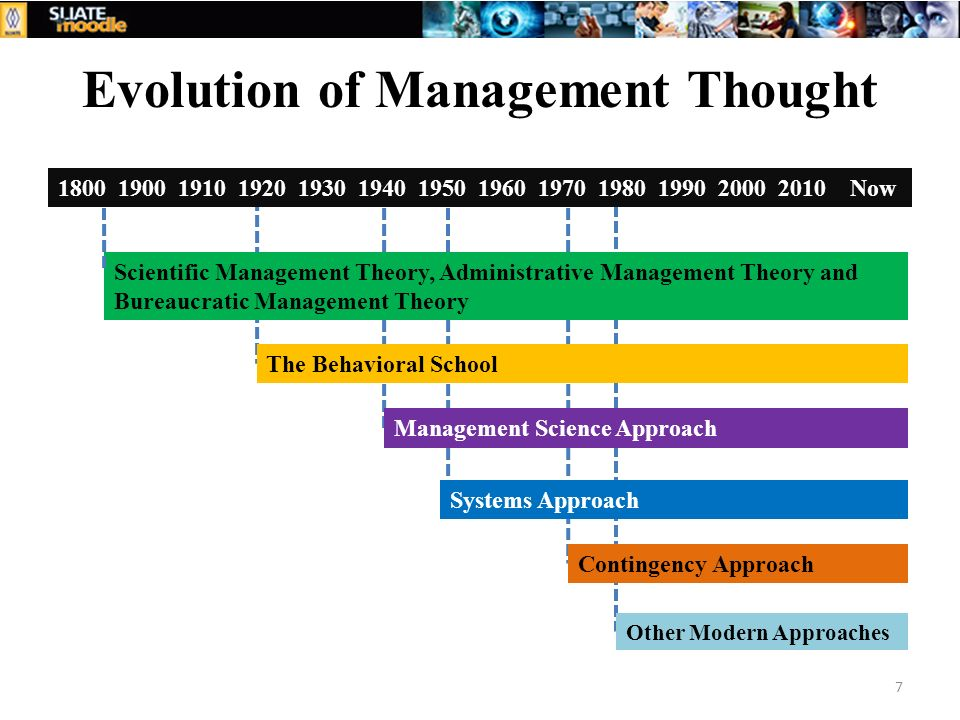 SLIATE
moodle
Evolution of Management Thought
1800 1900 1910 1920 1930 1940 1950 1960 1970 1980 1990 2000 2010 Now
Scientific Management Theory, Administrative Management Theory and
Bureaucratic Management Theory
The Behavioral School
Management Science Approach
Systems Approach
Contingency Approach
Other Modern Approaches
7